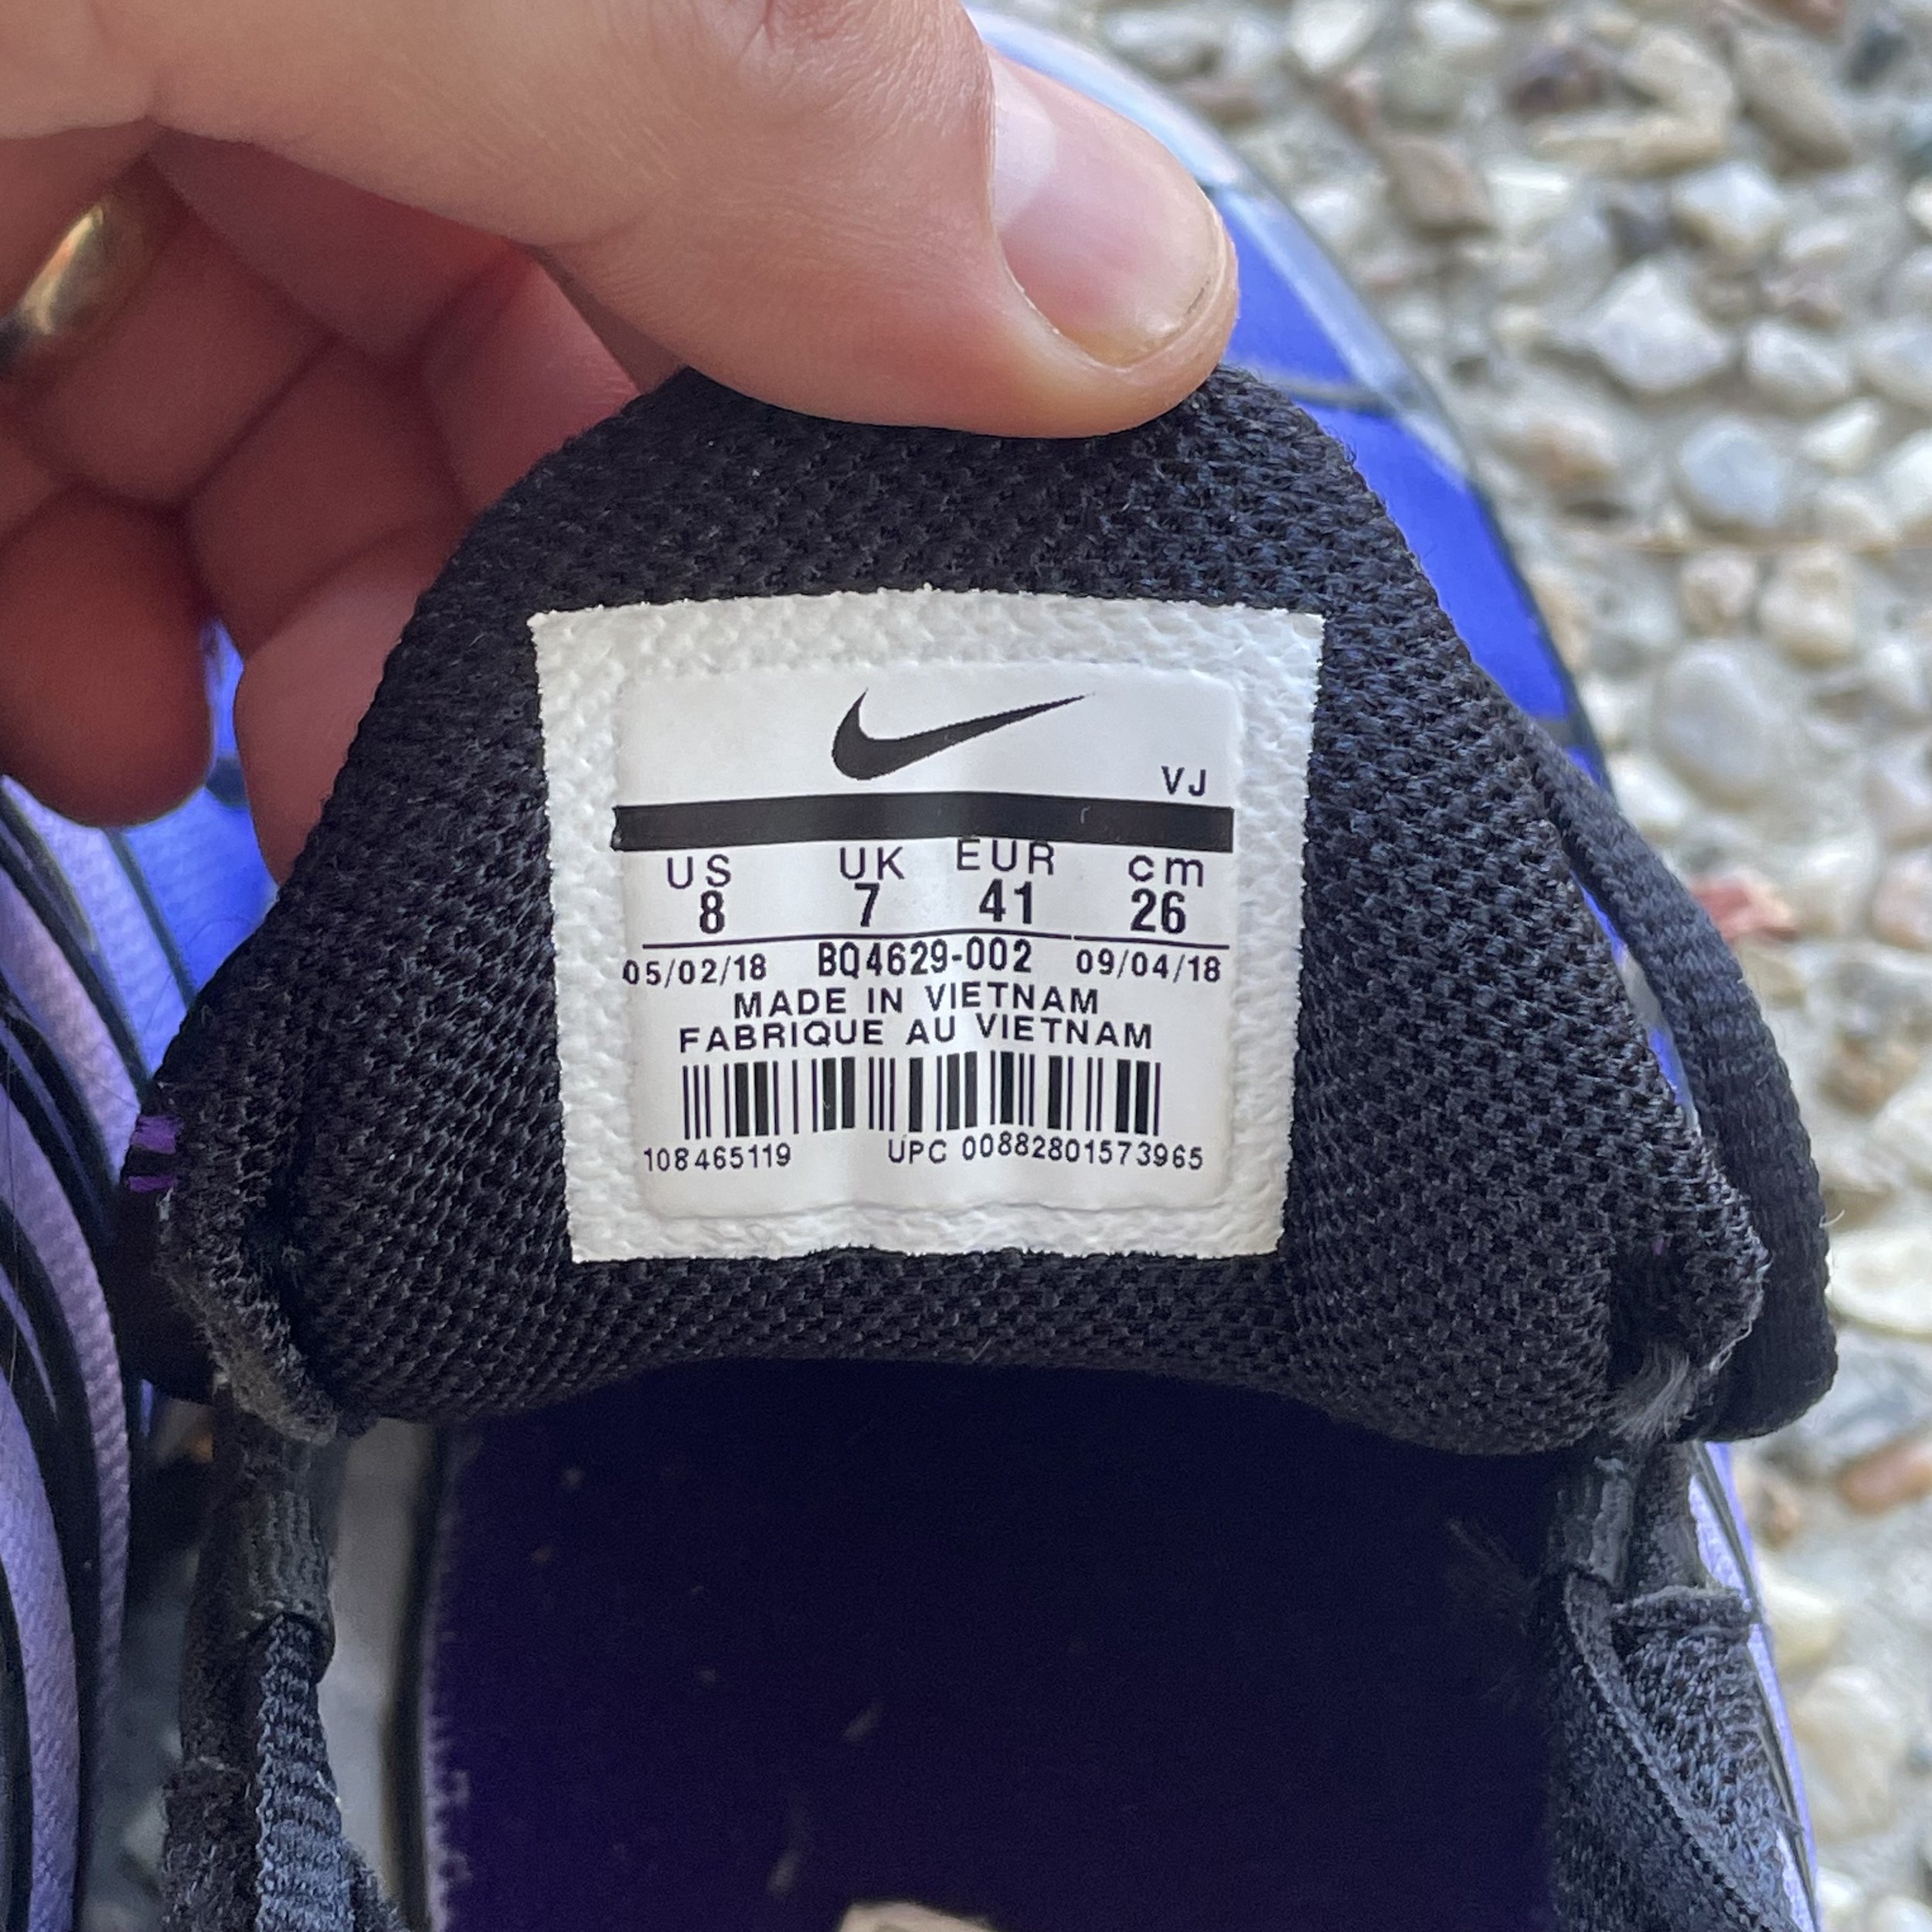 VJ
US UK EUR cm
8 7 41 26
05/02/18 BQ4629-002 09/04/18
MADE IN VIETNAM
FABRIQUE AU VIETNAM
108465119 UPC 00882801573965